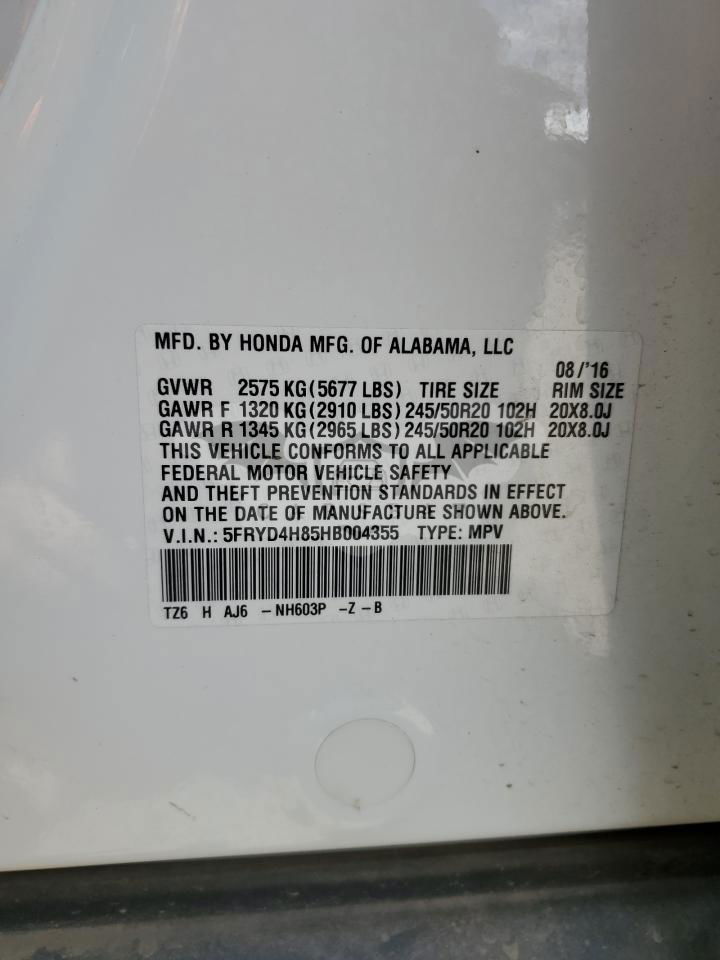 MFD. BY HONDA MFG. OF ALABAMA, LLC
08/'16
GVWR 2575 KG(5677 LBS) TIRE SIZE RIM SIZE
GAWR F 1320 KG(2910 LBS) 245/50R20 102H 20X8.0J
GAWR R 1345 KG(2965 LBS) 245/50R20 102H 20X8.0J
THIS VEHICLE CONFORMS TO ALL APPLICABLE
FEDERAL MOTOR VEHICLE SAFETY
AND THEFT PREVENTION STANDARDS IN EFFECT
ON THE DATE OF MANUFACTURE SHOWN ABOVE.
V.I.N.: 5FRYD4H85HB004355 TYPE: MPV
TZ6 H AJ6 -NH603P -Z -B